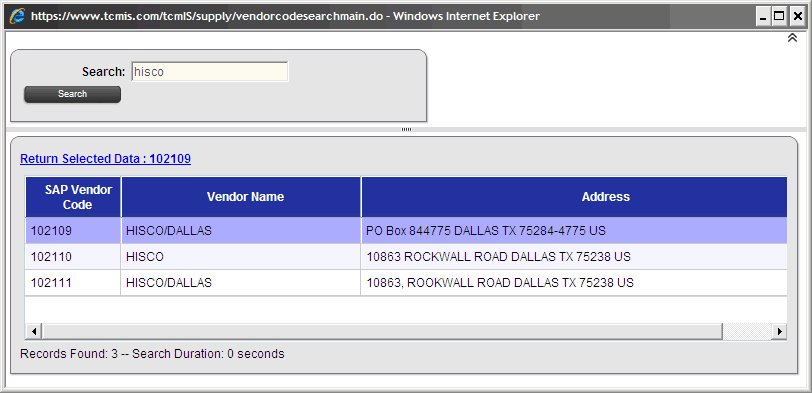 https://www.tcmis.com/tcmIS/supply/vendorcodesearchmain.do - Windows Internet Explorer
Search: hisco
Search
Return Selected Data : 102109
SAP Vendor Code Vendor Name Address
102109 HISCO/DALLAS PO Box 844775 DALLAS TX 75284-4775 US
102110 HISCO 10863 ROCKWALL ROAD DALLAS TX 75238 US
102111 HISCO/DALLAS 10863, ROOKWALL ROAD DALLAS TX 75238 US
Records Found: 3 -- Search Duration: 0 seconds